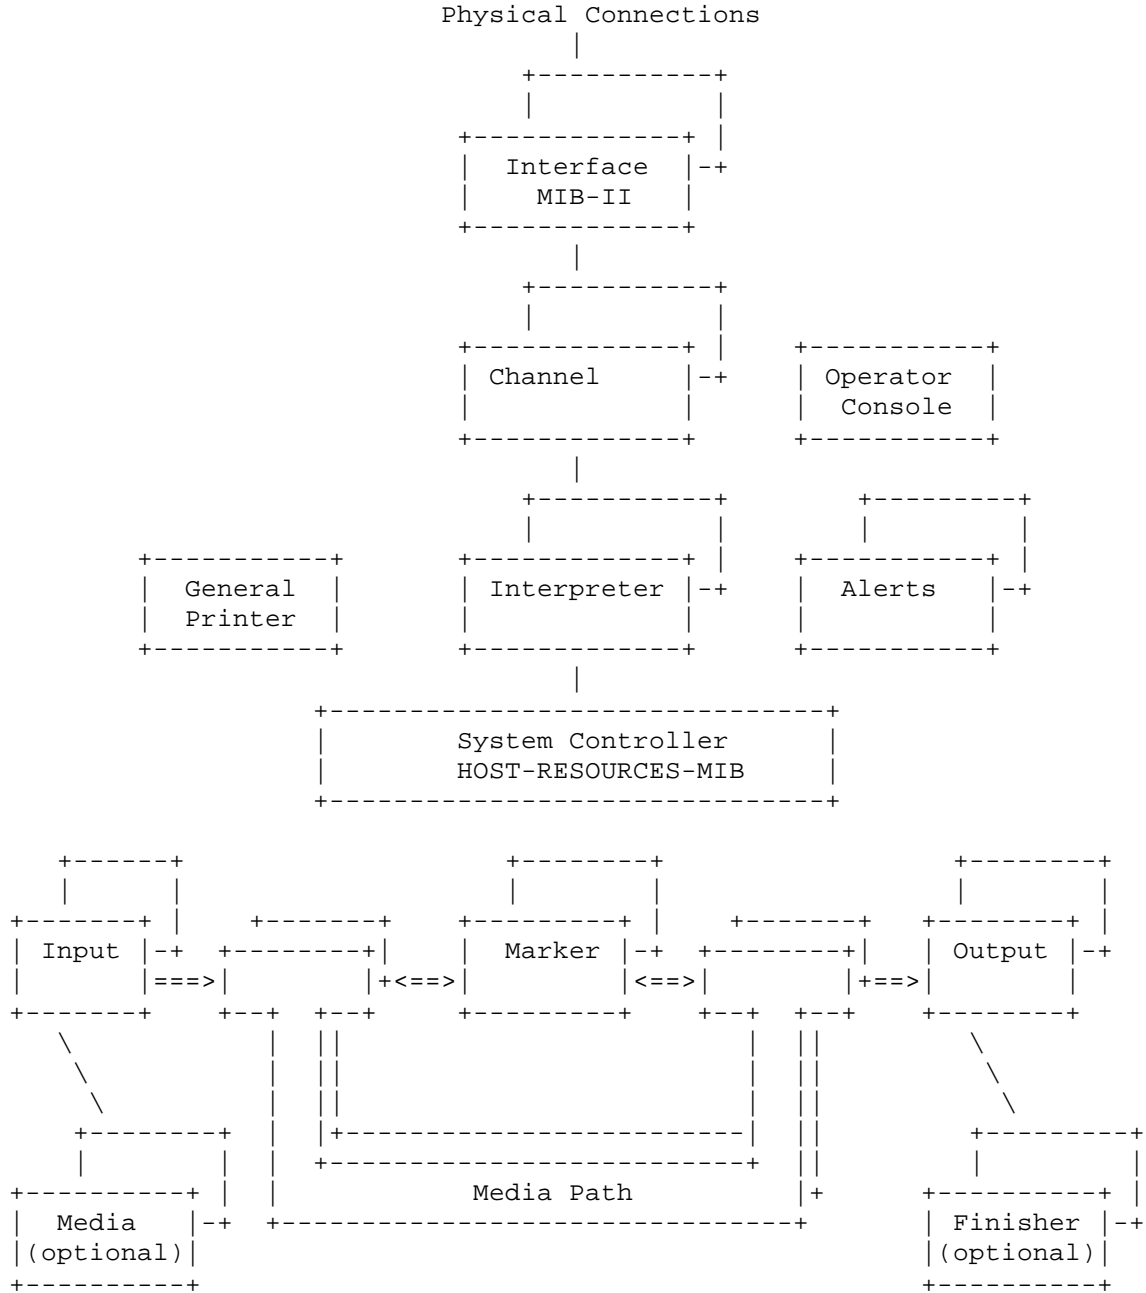 Physical Connections
Interface
MIB-II
Channel
Operator
Console
General
Printer
Interpreter
Alerts
System Controller
HOST-RESOURCES-MIB
Input
Marker
Output
Media Path
Media
(optional)
Finisher
(optional)